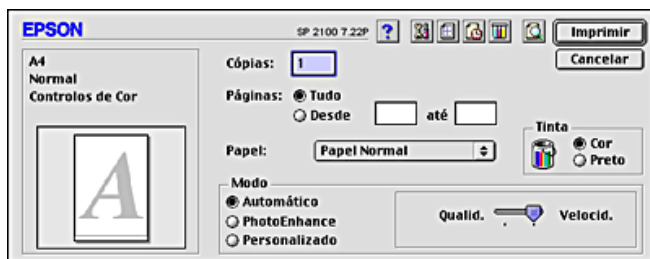 EPSON
SP 2100 7.22P
?
Imprimir
Cancelar
A4
Normal
Controlos de Cor
A
Cópias: 1
Páginas: Tudo
Desde até
Papel: Papel Normal
Tinta
Cor
Preto
Modo
Automático
PhotoEnhance
Personalizado
Qualid. Velocid.